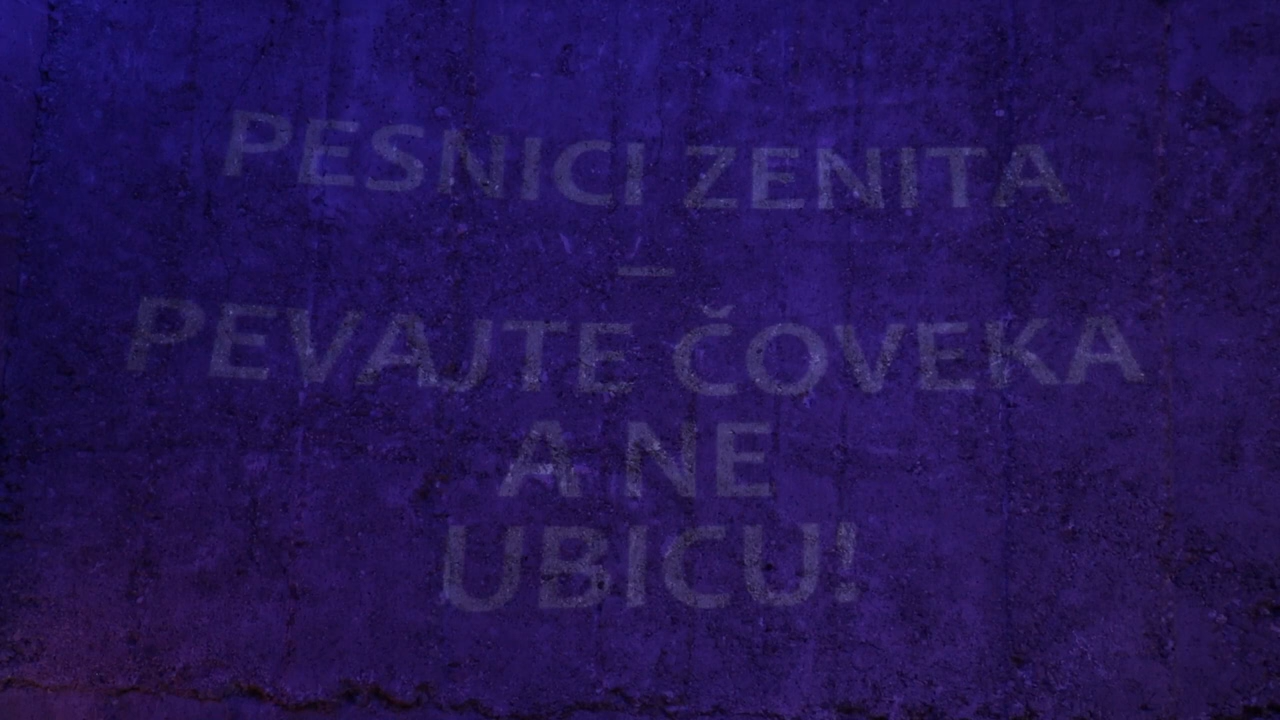 PESNICI ZENITA
–
PEVAJTE ČOVEKA
A NE
UBICU!